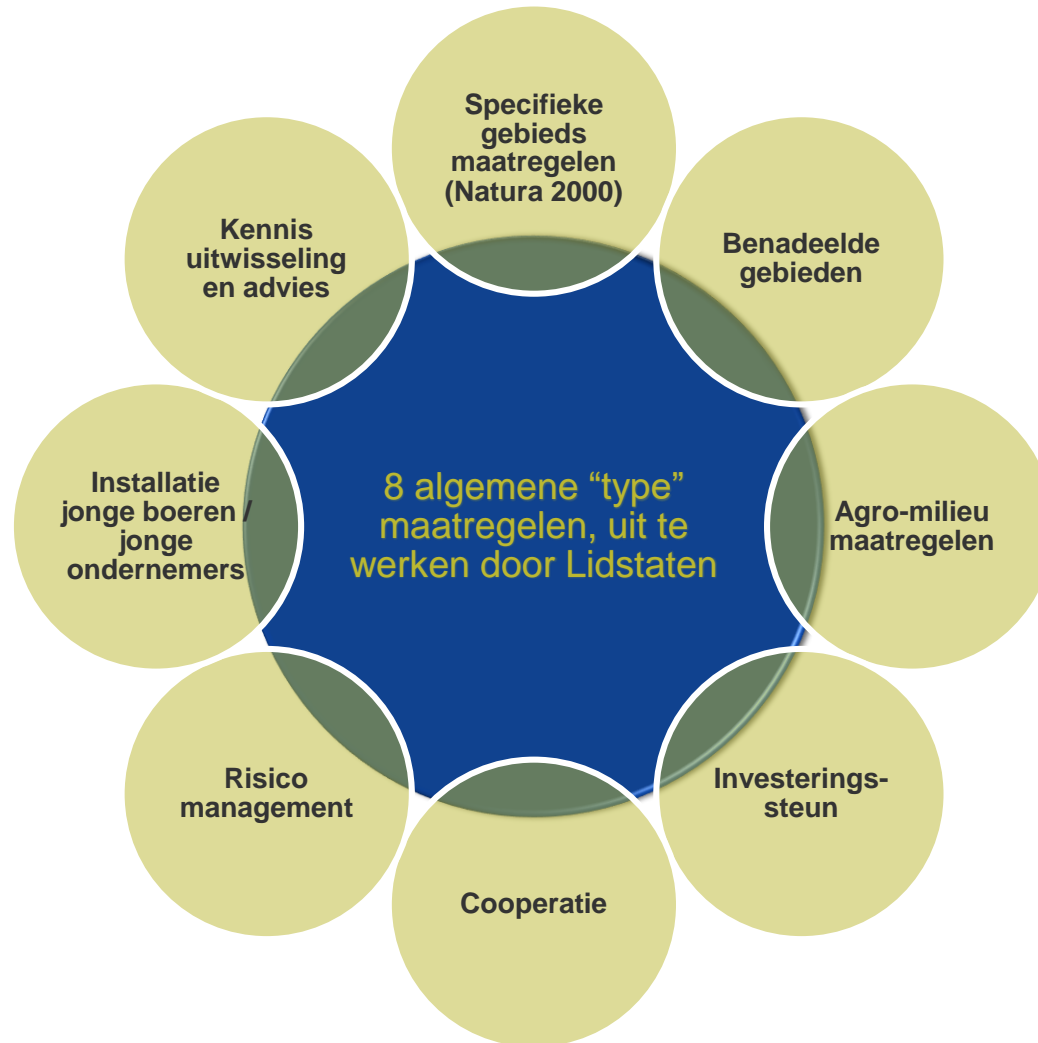 Specifieke
gebieds
maatregelen
(Natura 2000)
Benadeelde
gebieden
Agro-milieu
maatregelen
Investerings-
steun
Cooperatie
Risico
management
Installatie
jonge boeren /
jonge
ondernemers
Kennis
uitwisseling
en advies
8 algemene “type”
maatregelen, uit te
werken door Lidstaten